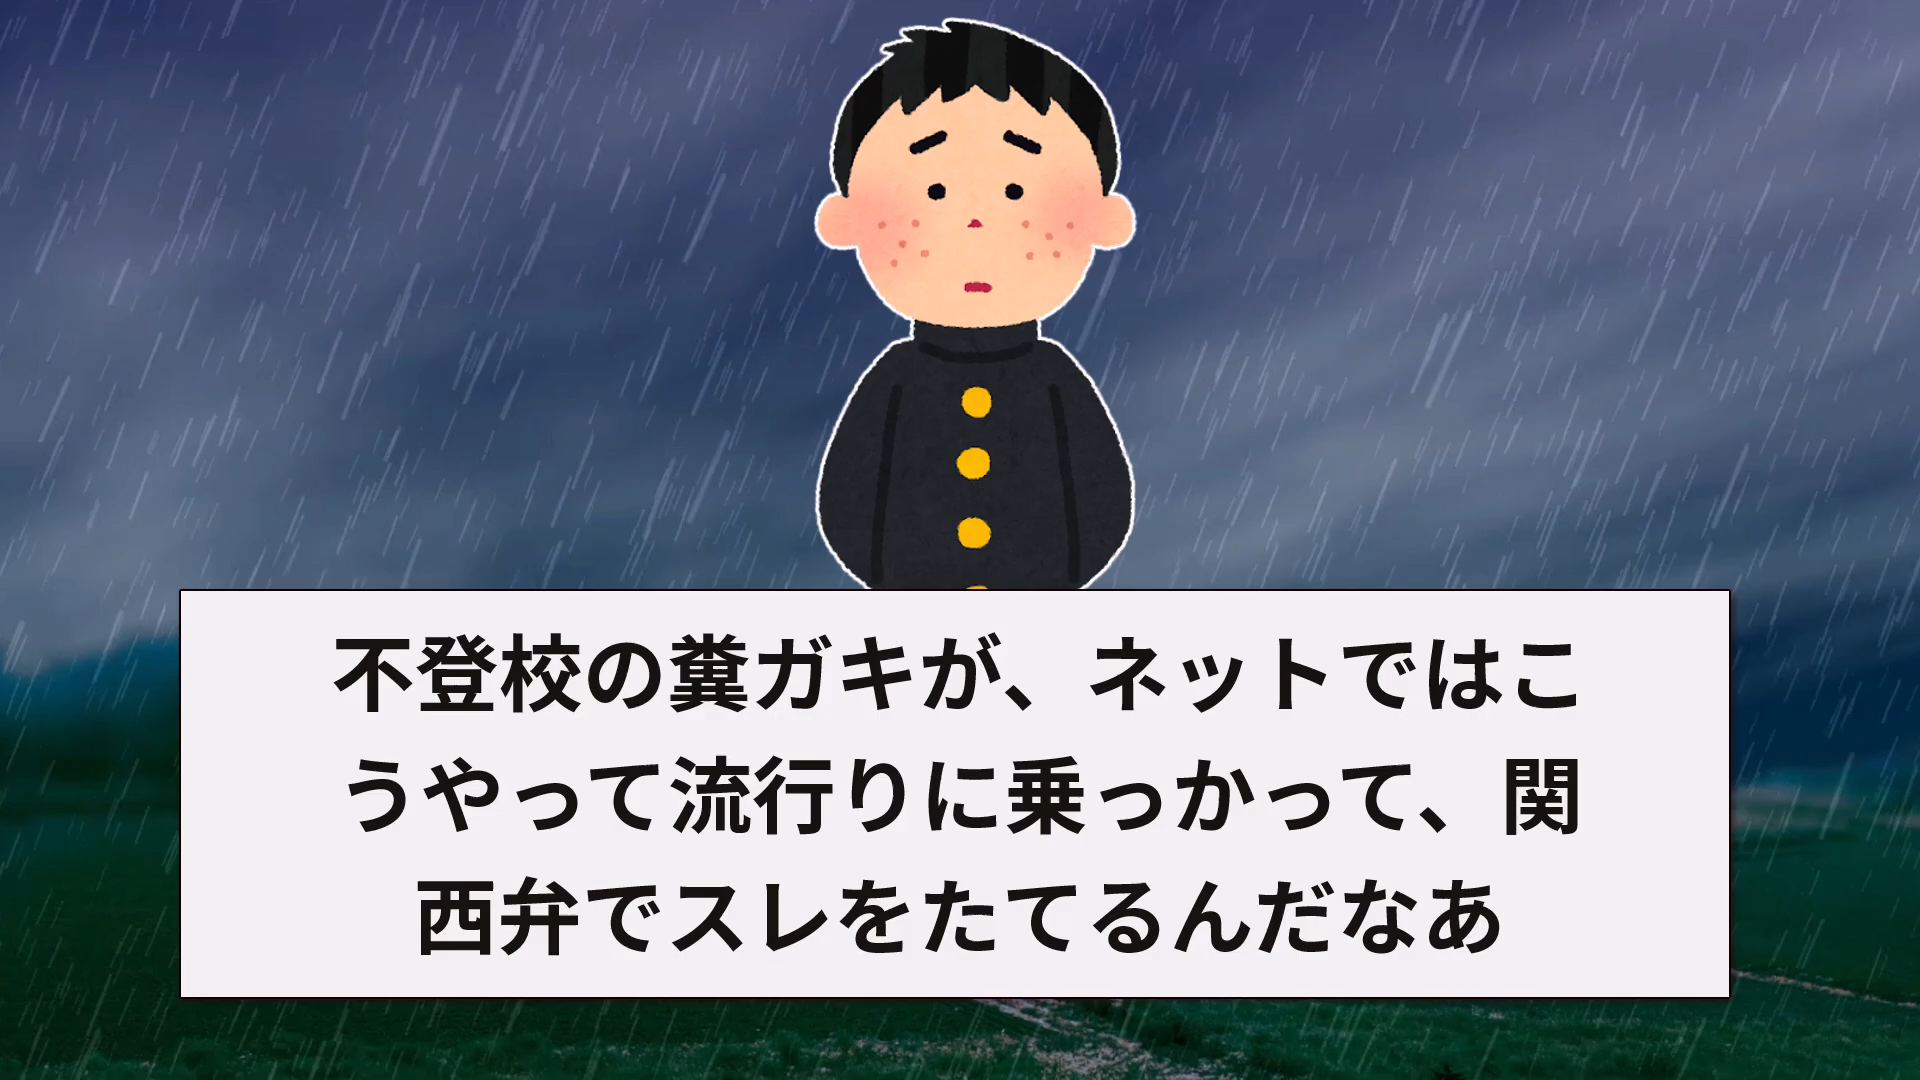 不登校の糞ガキが、ネットではこ
うやって流行りに乗っかって、関
西弁でスレをたてるんだなあ